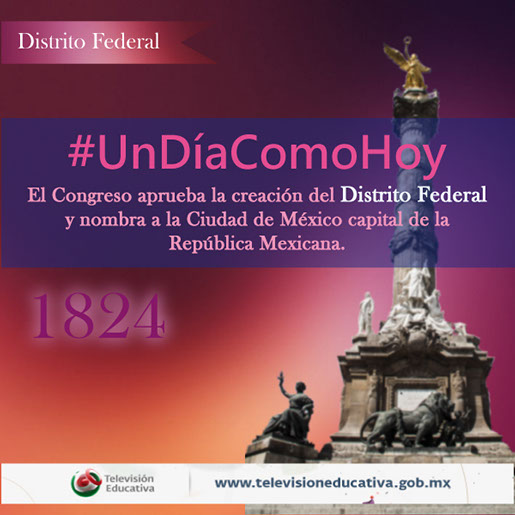 Distrito Federal
#UnDíaComoHoy
El Congreso aprueba la creación del Distrito Federal
y nombra a la Ciudad de México capital de la
República Mexicana.
1824
Televisión
Educativa
www.televisioneducativa.gob.mx